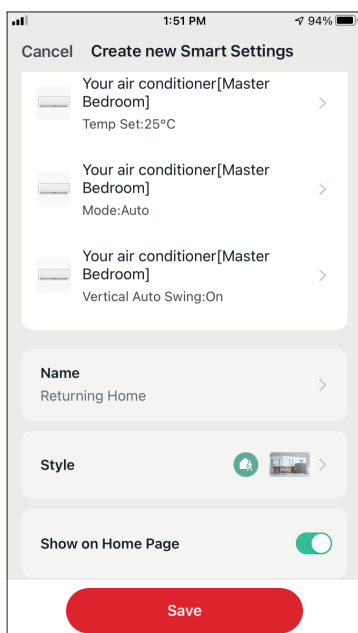 1:51 PM
94%
Cancel Create new Smart Settings
Your air conditioner[Master
Bedroom]
Temp Set:25°C
Your air conditioner[Master
Bedroom]
Mode:Auto
Your air conditioner[Master
Bedroom]
Vertical Auto Swing:On
Name
Returning Home
Style
Show on Home Page
Save